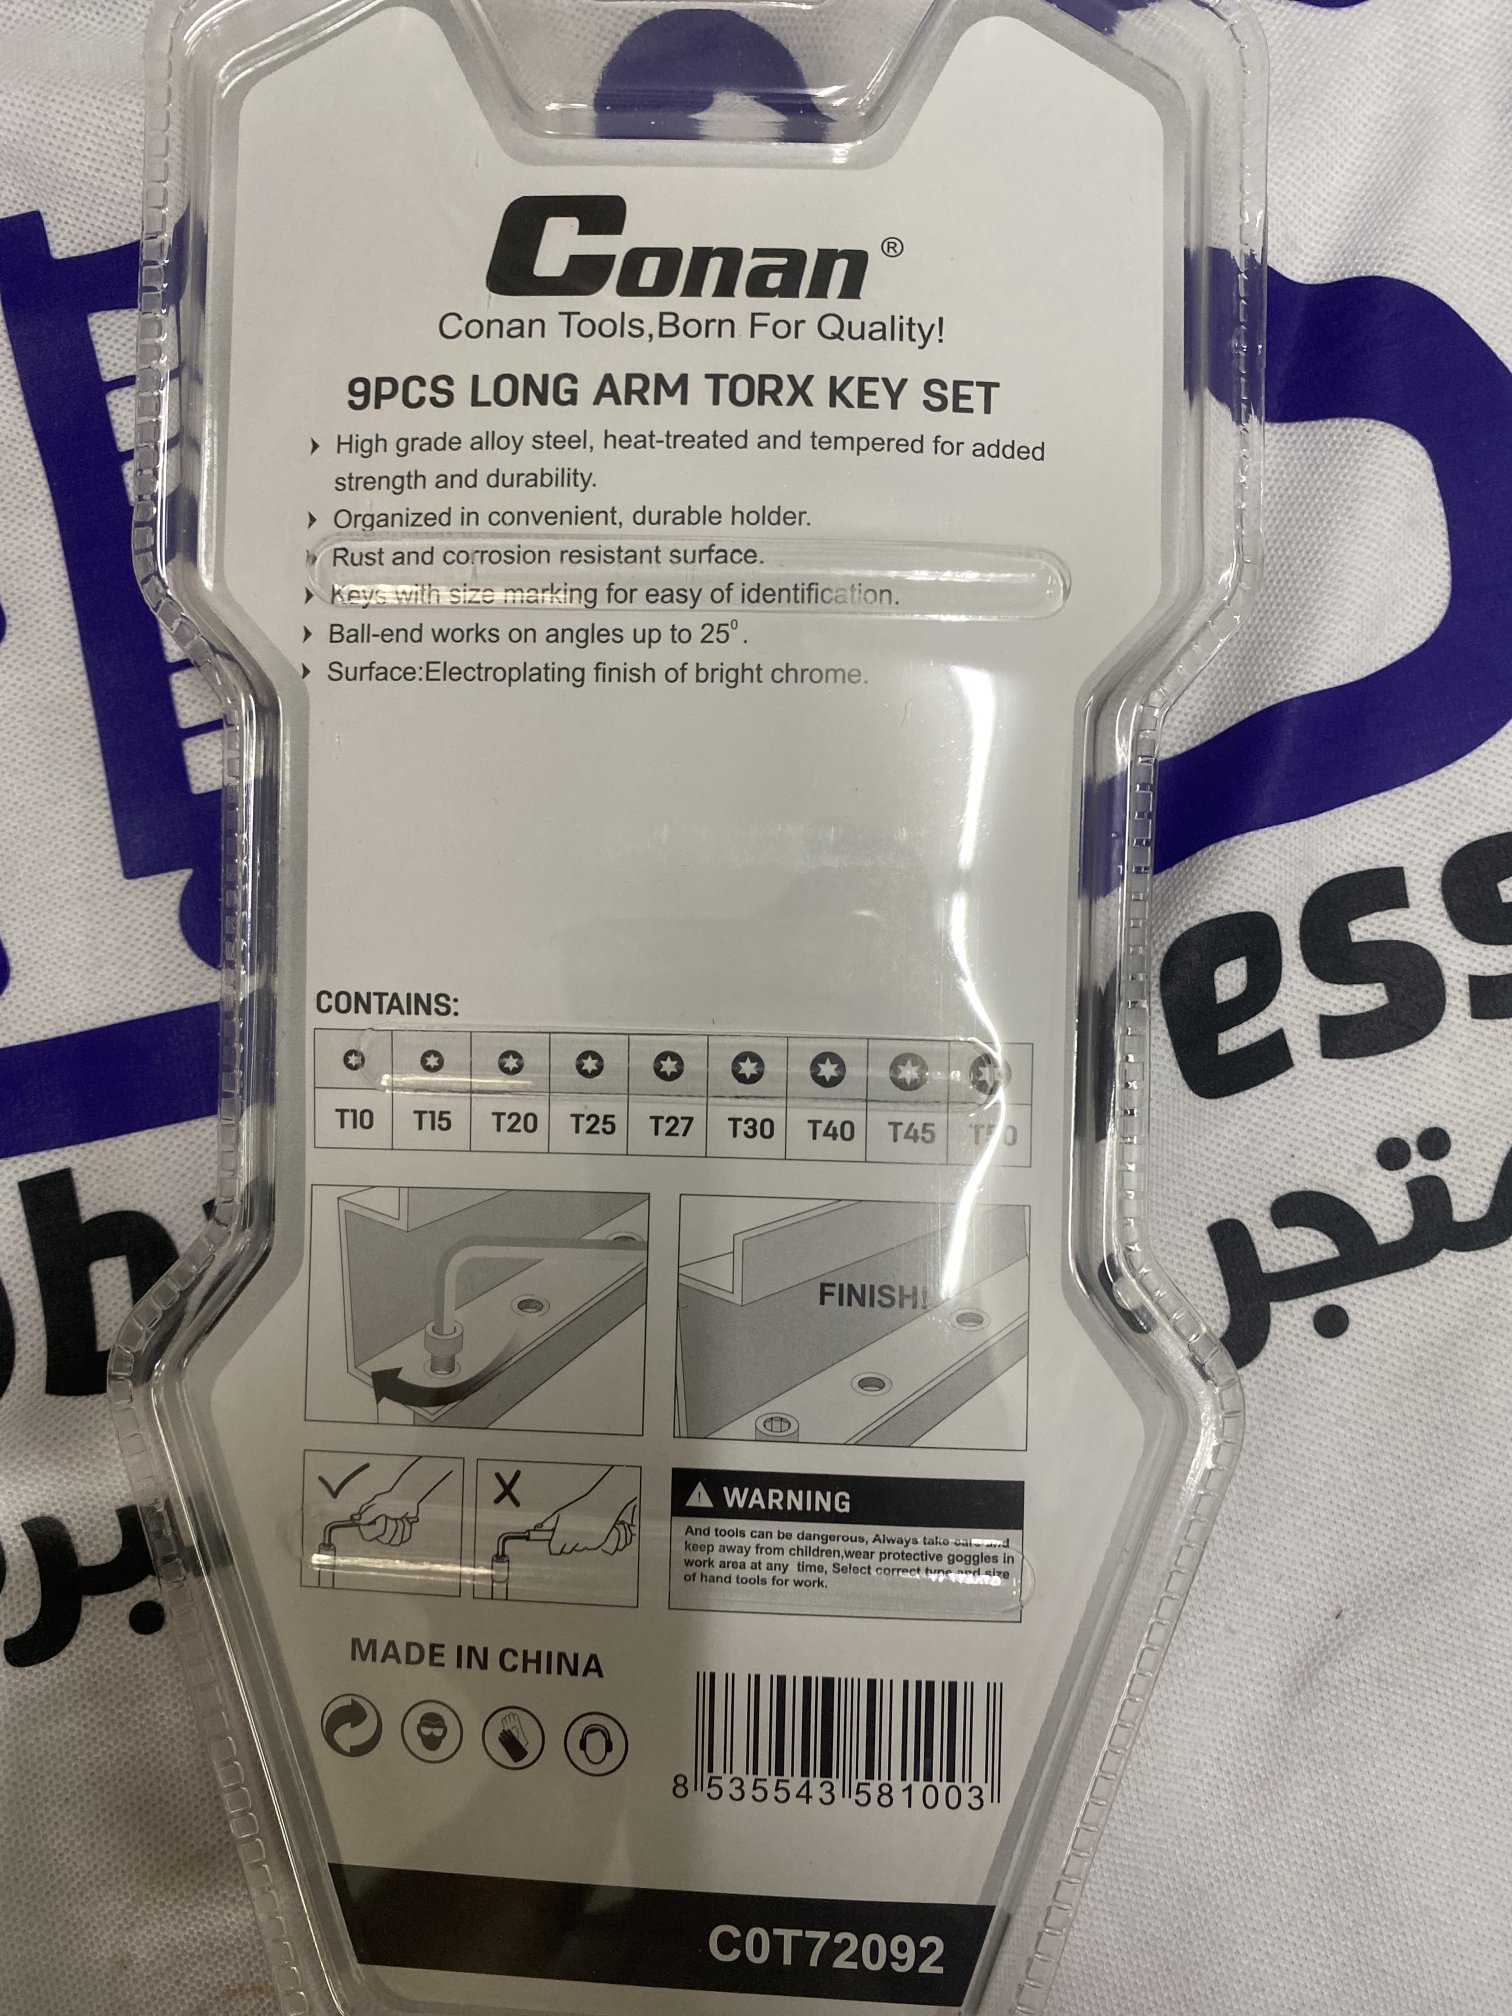 Conan®
Conan Tools,Born For Quality!
9PCS LONG ARM TORX KEY SET
High grade alloy steel, heat-treated and tempered for added
strength and durability.
Organized in convenient, durable holder.
Rust and corrosion resistant surface.
Keys with size marking for easy of identification.
Ball-end works on angles up to 25⁰.
Surface:Electroplating finish of bright chrome.
CONTAINS:
T10 T15 T20 T25 T27 T30 T40 T45 T50
FINISH!
WARNING
And tools can be dangerous, Always take care and
keep away from children,wear protective goggles in
work area at any time, Select correct type and size
of hand tools for work.
MADE IN CHINA
8 535543 581003
C0T72092
ess
متجر